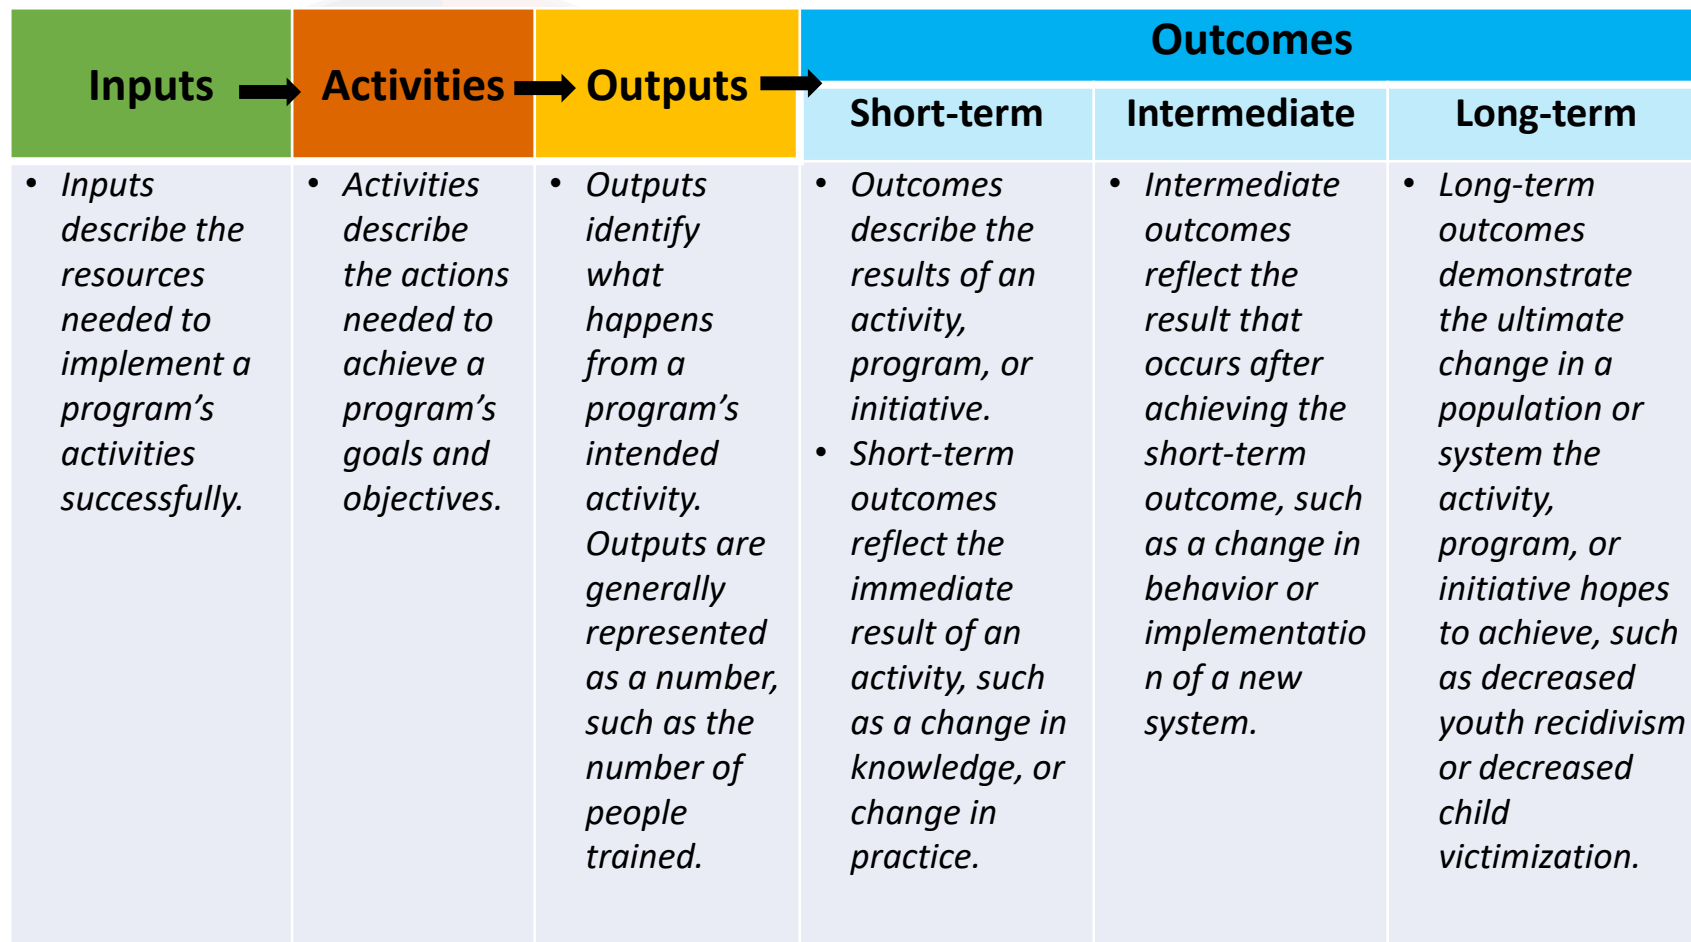 Inputs
Activities
Outputs
Outcomes
Short-term
Intermediate
Long-term
• Inputs
describe the
resources
needed to
implement a
program’s
activities
successfully.
• Activities
describe
the actions
needed to
achieve a
program’s
goals and
objectives.
• Outputs
identify
what
happens
from a
program’s
intended
activity.
Outputs are
generally
represented
as a number,
such as the
number of
people
trained.
• Outcomes
describe the
results of an
activity,
program, or
initiative.
• Short-term
outcomes
reflect the
immediate
result of an
activity, such
as a change in
knowledge, or
change in
practice.
• Intermediate
outcomes
reflect the
result that
occurs after
achieving the
short-term
outcome, such
as a change in
behavior or
implementatio
n of a new
system.
• Long-term
outcomes
demonstrate
the ultimate
change in a
population or
system the
activity,
program, or
initiative hopes
to achieve, such
as decreased
youth recidivism
or decreased
child
victimization.